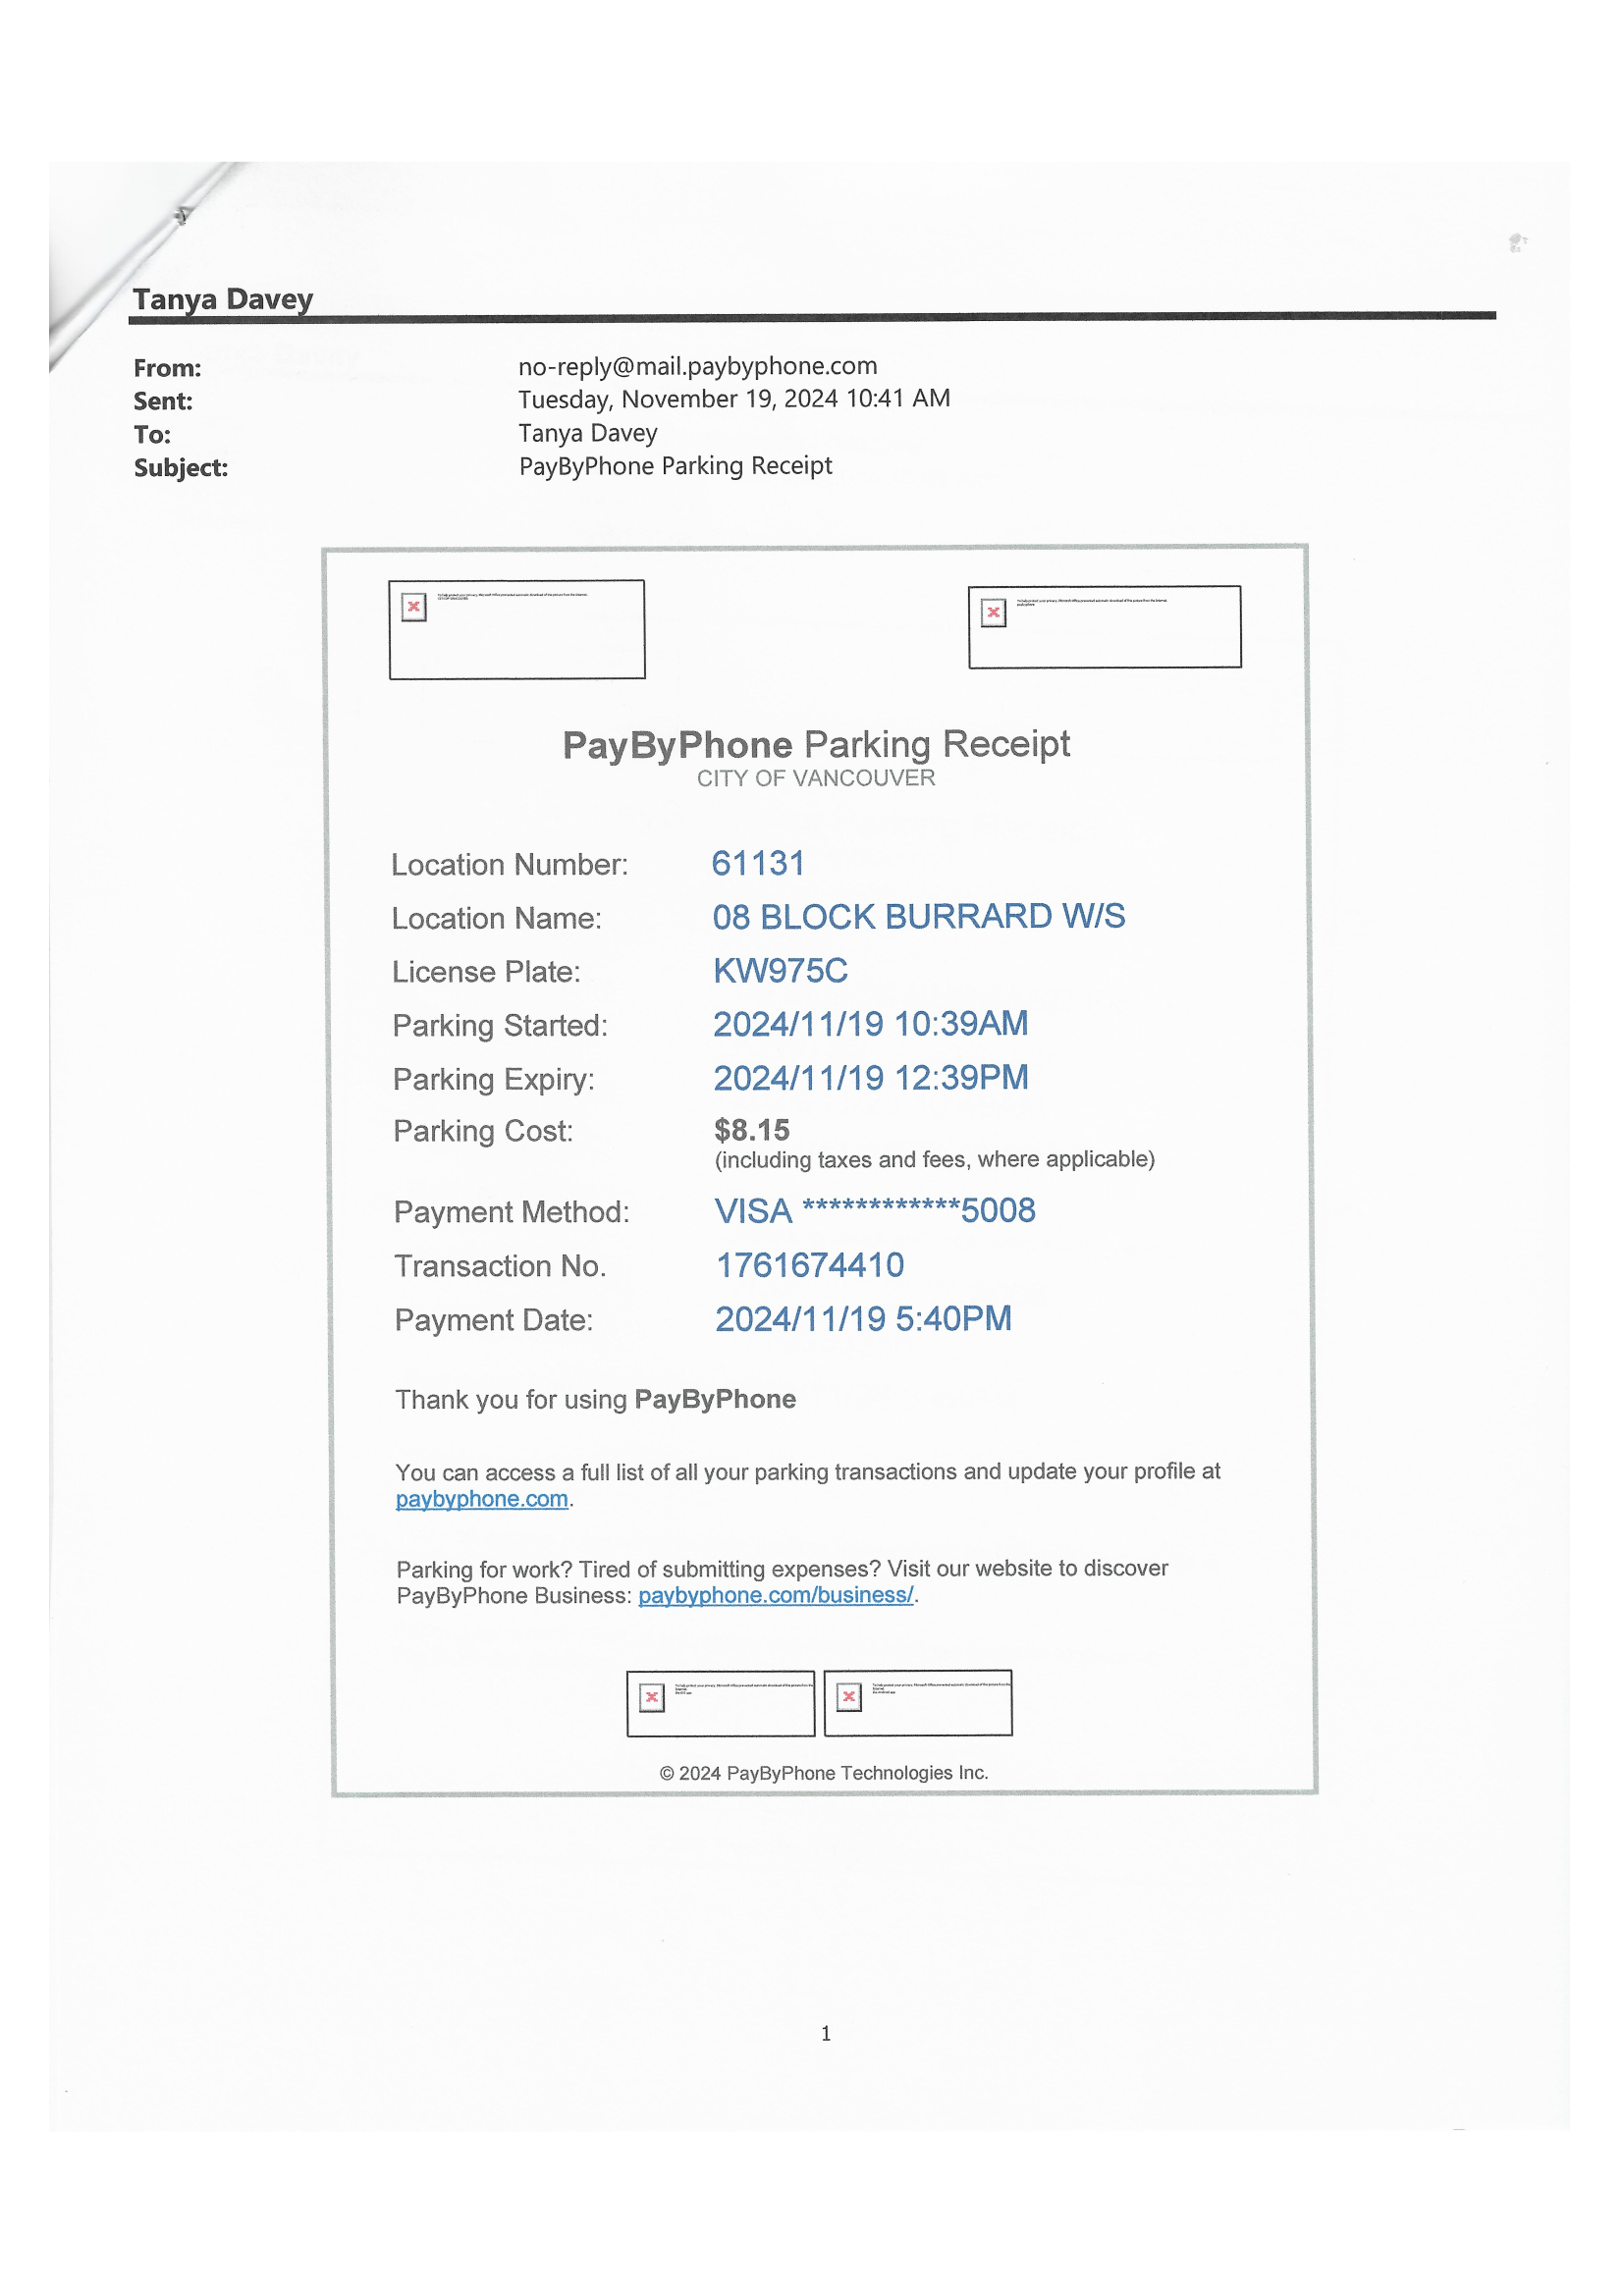 Tanya Davey
From: no-reply@mail.paybyphone.com
Sent: Tuesday, November 19, 2024 10:41 AM
To: Tanya Davey
Subject: PayByPhone Parking Receipt
PayByPhone Parking Receipt
CITY OF VANCOUVER
Location Number: 61131
Location Name: 08 BLOCK BURRARD W/S
License Plate: KW975C
Parking Started: 2024/11/19 10:39AM
Parking Expiry: 2024/11/19 12:39PM
Parking Cost: $8.15
(including taxes and fees, where applicable)
Payment Method: VISA ************5008
Transaction No. 1761674410
Payment Date: 2024/11/19 5:40PM
Thank you for using PayByPhone
You can access a full list of all your parking transactions and update your profile at
paybyphone.com.
Parking for work? Tired of submitting expenses? Visit our website to discover
PayByPhone Business: paybyphone.com/business/.
© 2024 PayByPhone Technologies Inc.
1